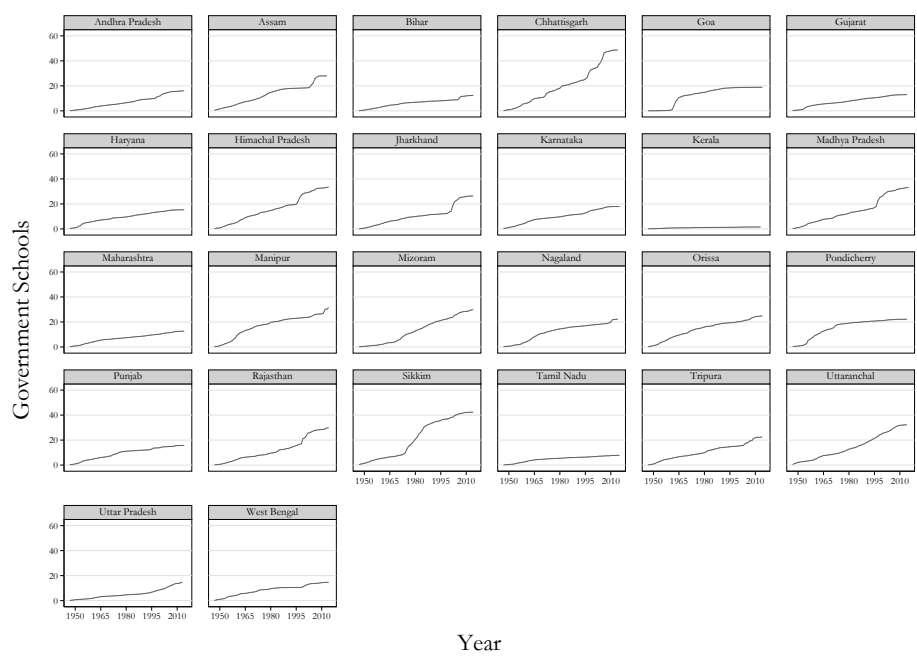 Andhra Pradesh Assam Bihar Chhattisgarh Goa Gujarat
60
40
20
0
Haryana Himachal Pradesh Jharkhand Karnataka Kerala Madhya Pradesh
60
40
20
0
Maharashtra Manipur Mizoram Nagaland Orissa Pondicherry
60
40
20
0
Punjab Rajasthan Sikkim Tamil Nadu Tripura Uttaranchal
60
40
20
0
1950 1965 1980 1995 2010 1950 1965 1980 1995 2010 1950 1965 1980 1995 2010 1950 1965 1980 1995 2010
Uttar Pradesh West Bengal
60
40
20
0
1950 1965 1980 1995 2010 1950 1965 1980 1995 2010
Government Schools
Year